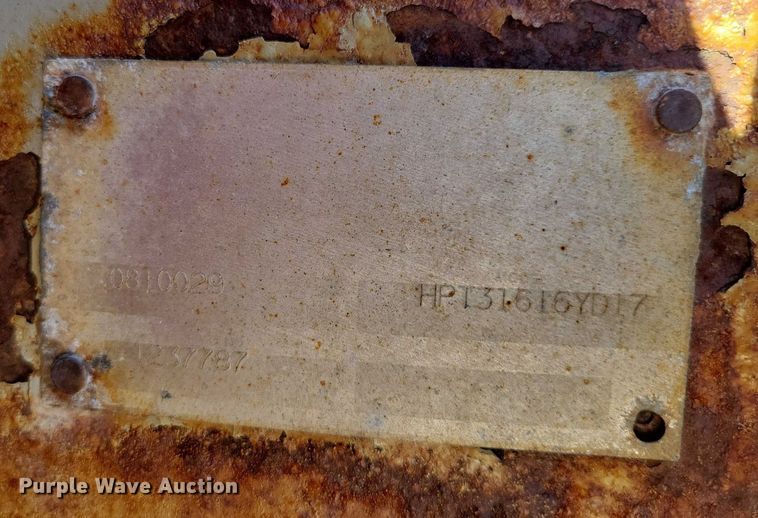 0810029
HPT31616YD17
237787
Purple Wave Auction